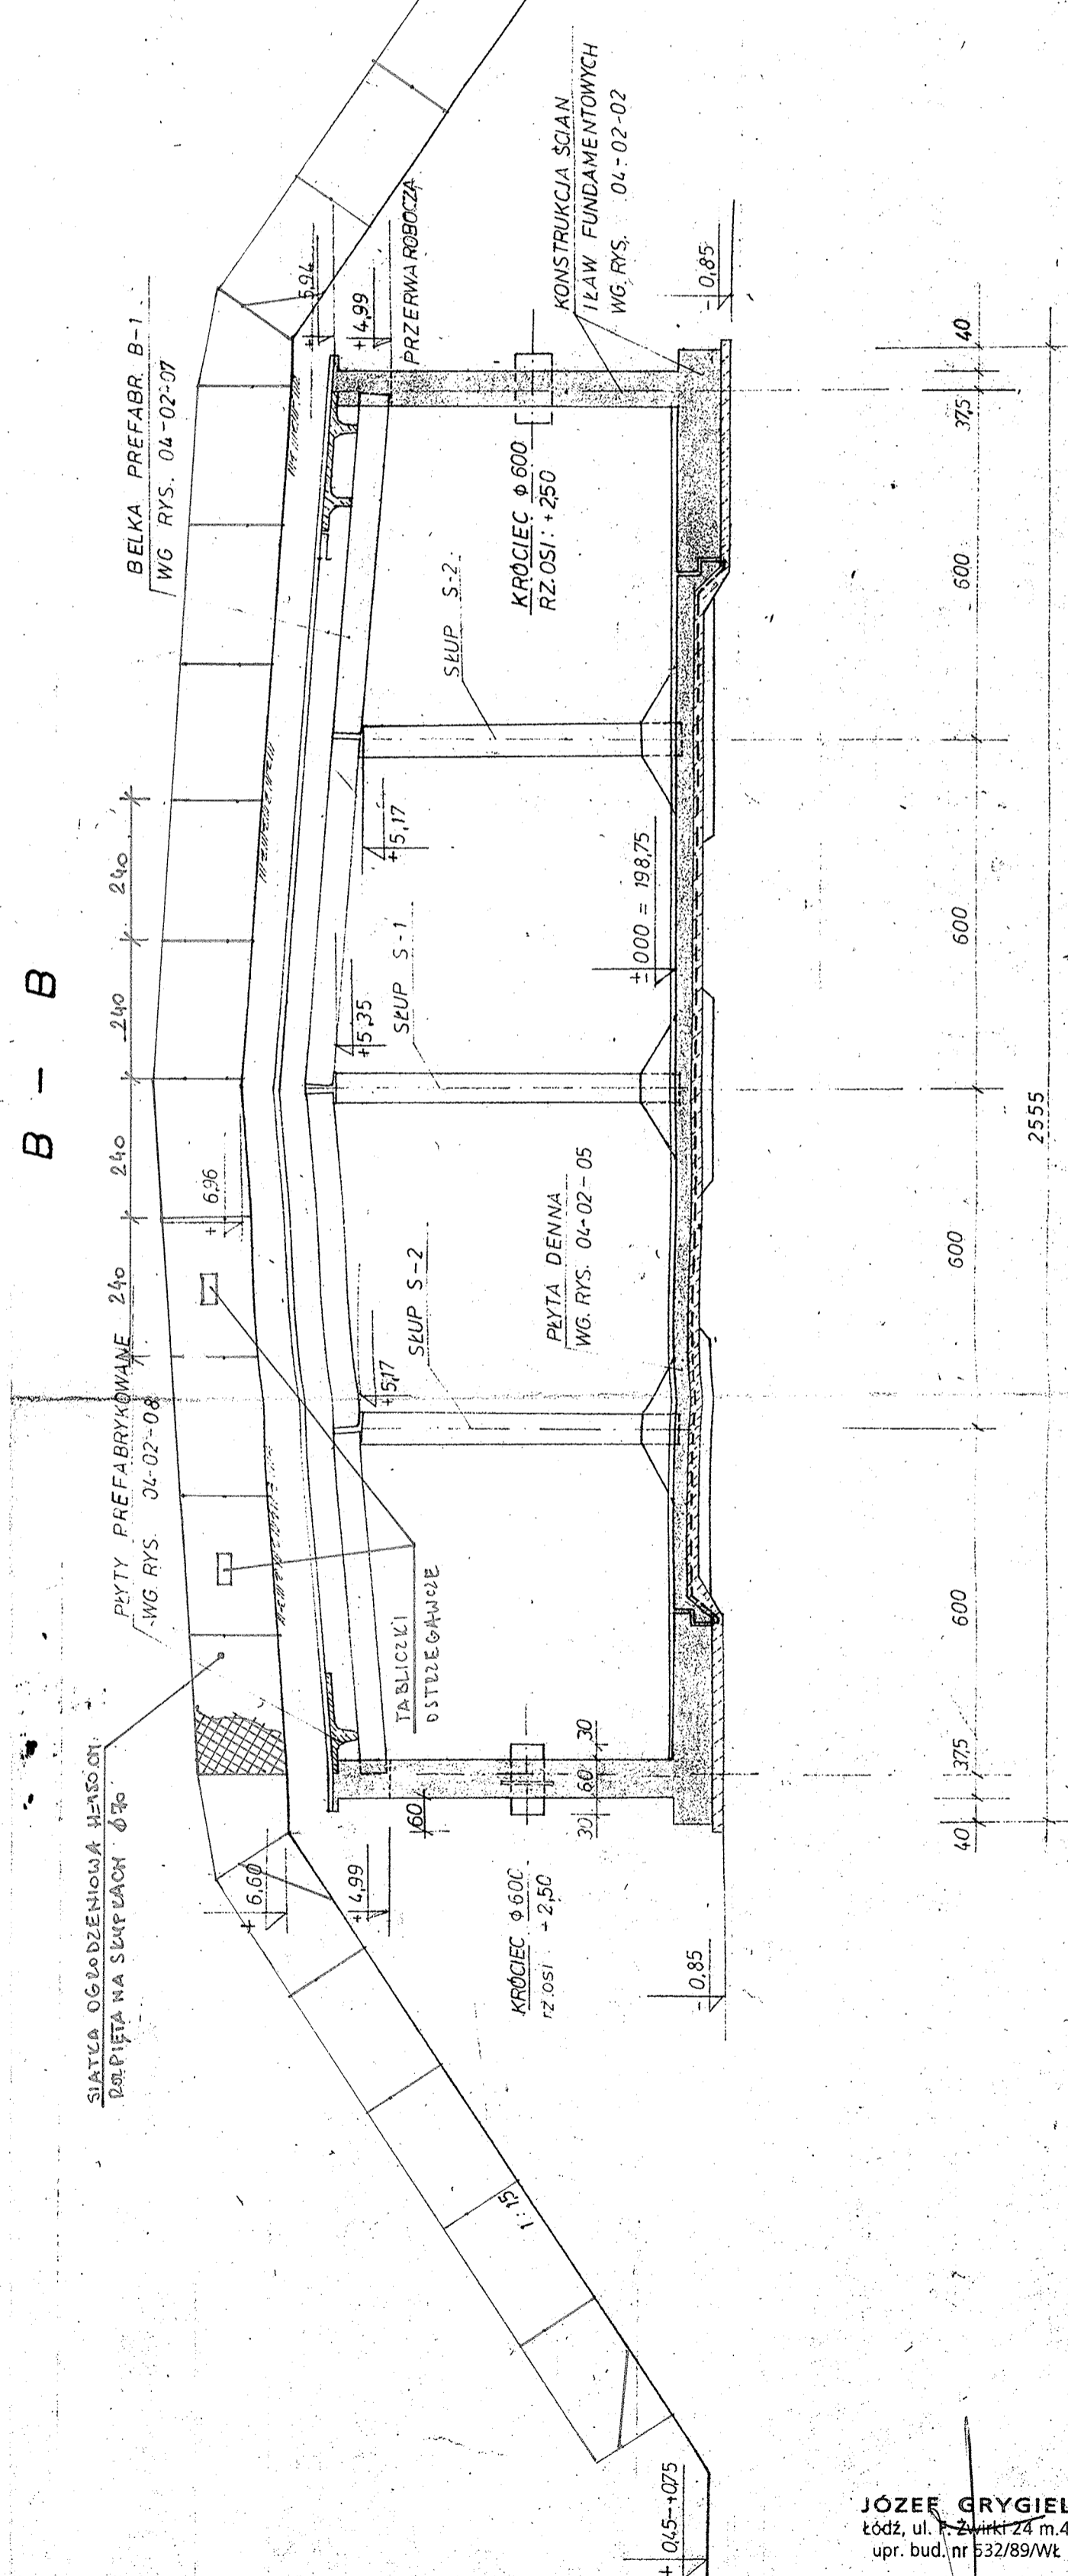 B – B
BELKA PREFABR. B-1
WG RYS. 04-02-07
PŁYTY PREFABRYKOWANE
WG. RYS. 04-02-08
240
240
240
240
SIATKA OGRODZENIOWA H=150 cm
ROZPIĘTA NA SŁUPKACH ϕ70
TABLICZKI
OSTRZEGAWCZE
+6,96
+6,60
+4,99
5,94
+4,99
PRZERWA ROBOCZA
KONSTRUKCJA ŚCIAN
I ŁAW FUNDAMENTOWYCH
WG. RYS. 04-02-02
KRÓCIEC ϕ600
RZ.OSI: +2,50
SŁUP S-2
+5,17
SŁUP S-1
+5,35
±000 = 198,75
SŁUP S-2
+5,17
PŁYTA DENNA
WG. RYS. 04-02-05
60
30
60
30
KRÓCIEC ϕ600
rz.osi +2,50
-0,85
-0,85
1:1,5
+0,45-+0,75
40
37,5
600
600
600
600
37,5
40
2555
JÓZEF GRYGIEL
Łódź, ul. F. Żwirki 24 m.4
upr. bud. nr 532/89/WŁ